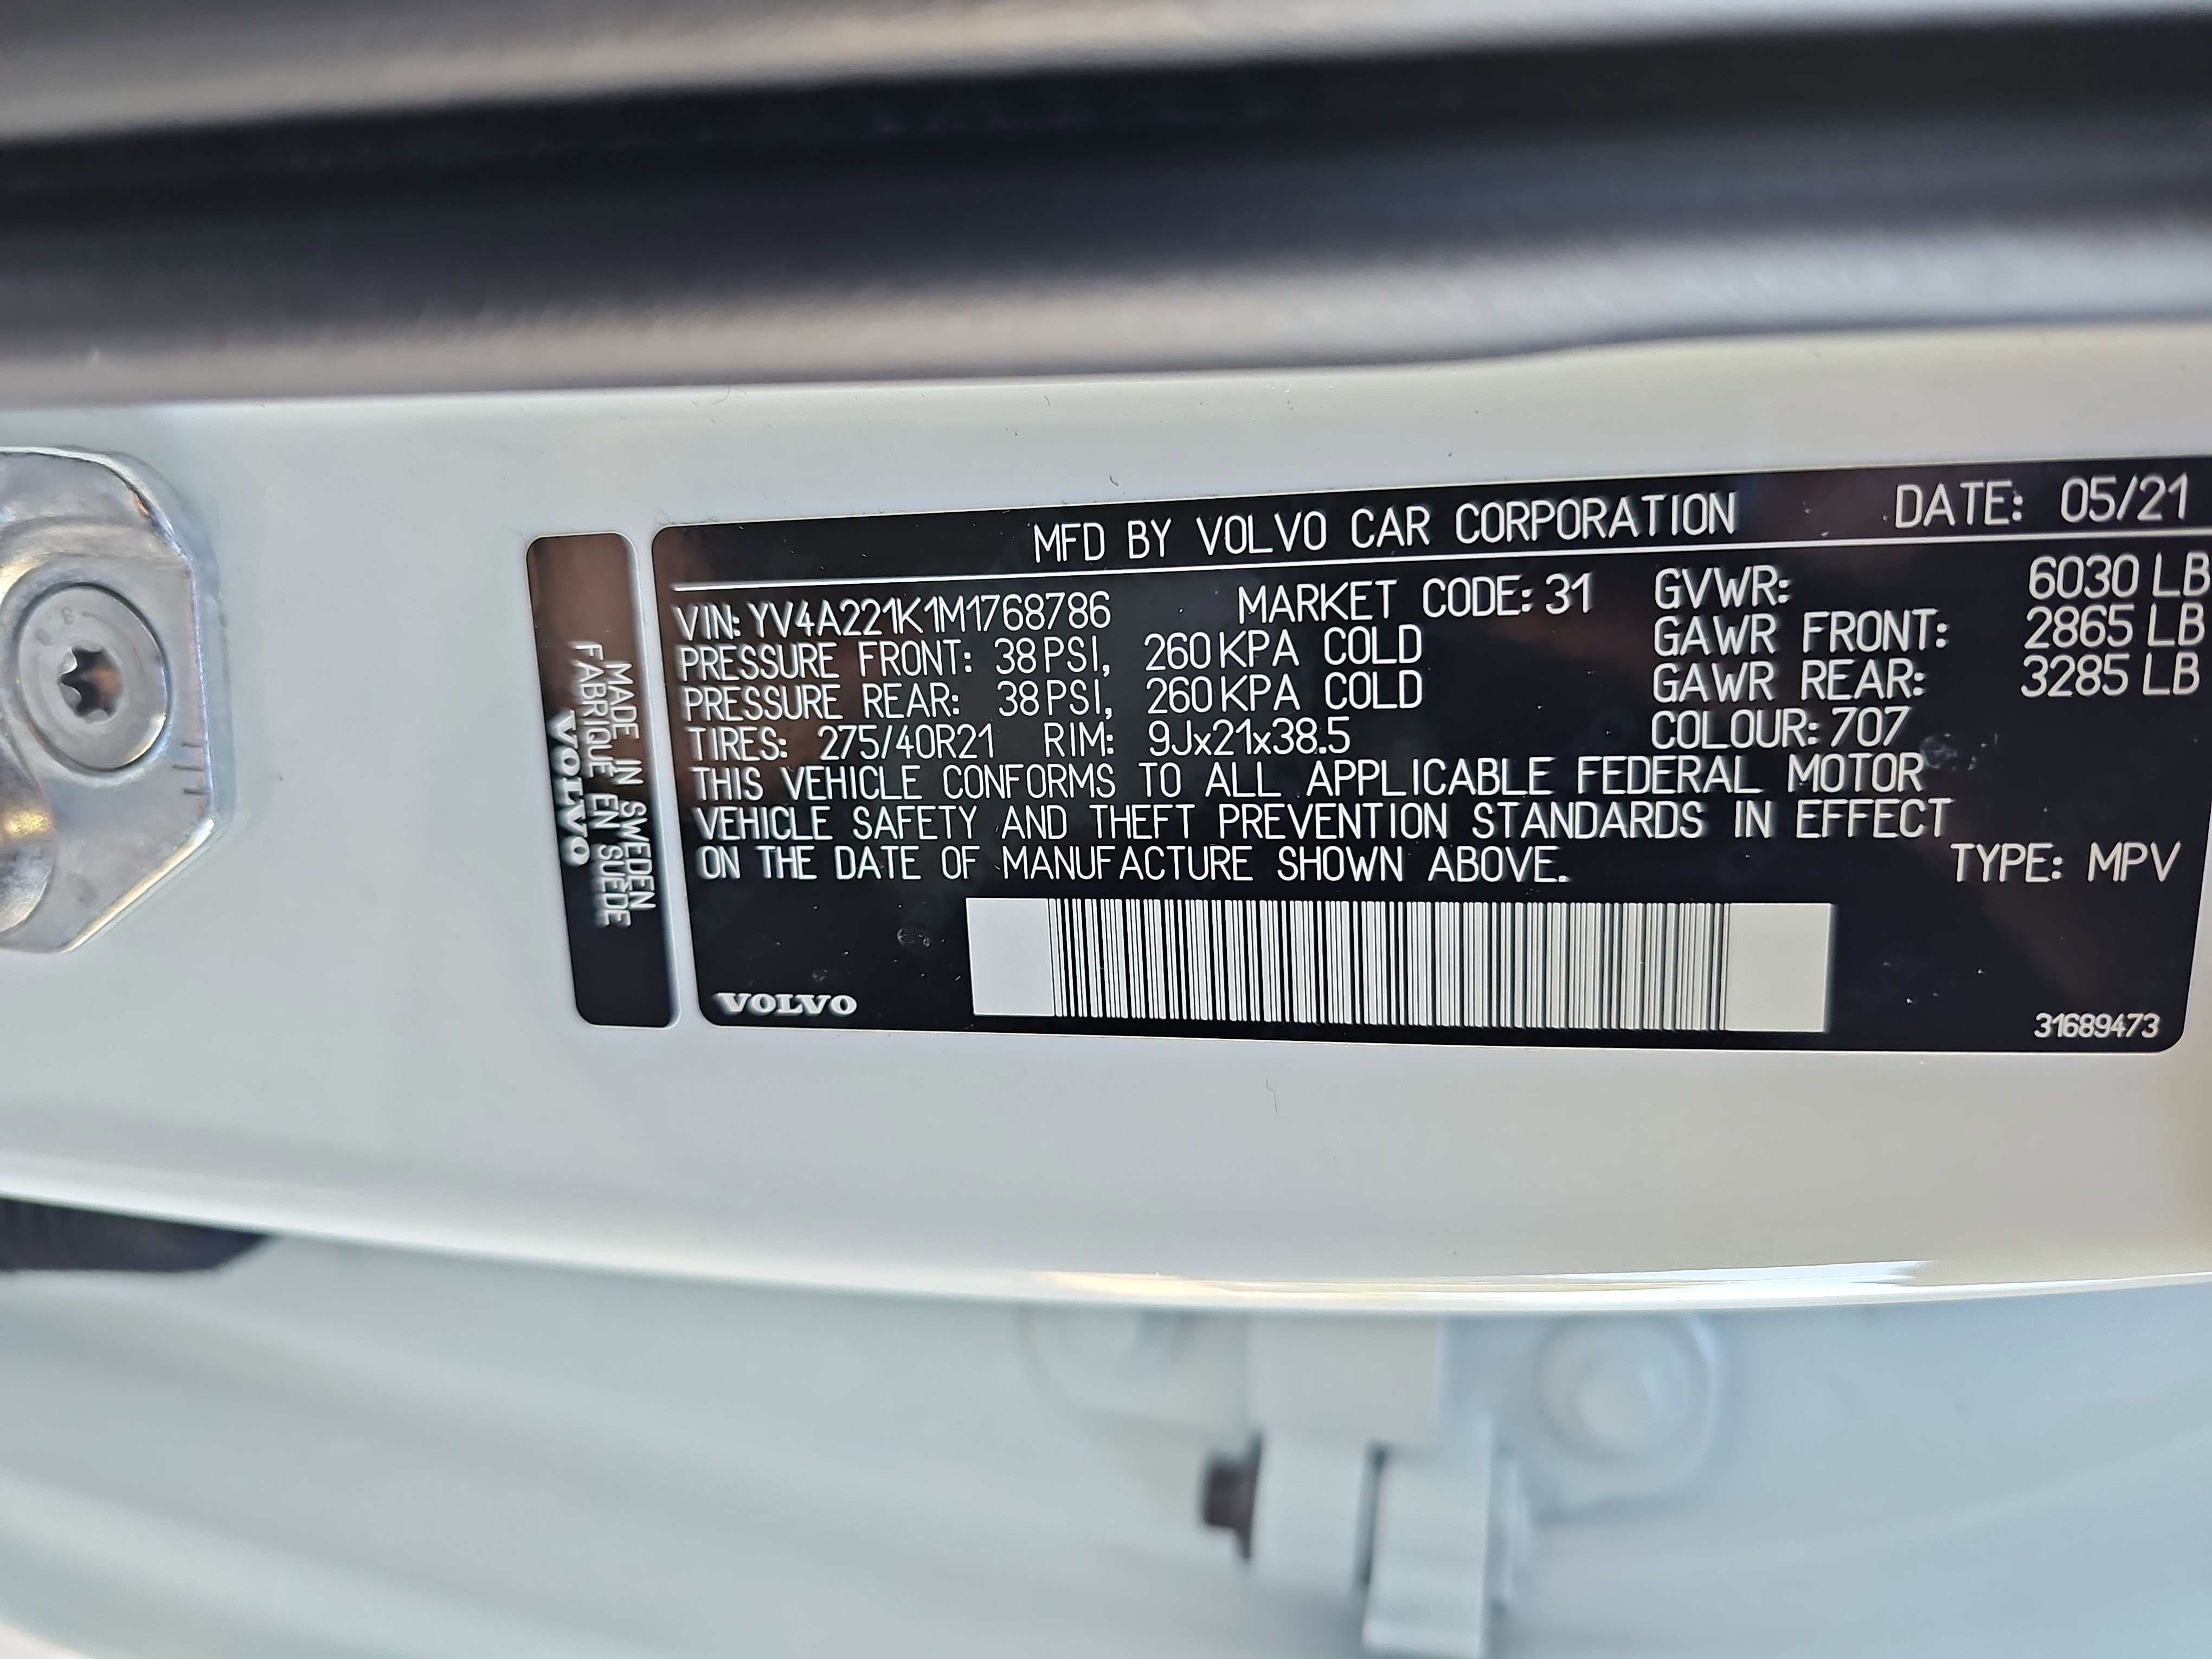 MFD BY VOLVO CAR CORPORATION DATE: 05/21
VIN: YV4A221K1M1768786 MARKET CODE: 31 GVWR: 6030 LB
PRESSURE FRONT: 38 PSI, 260 KPA COLD GAWR FRONT: 2865 LB
PRESSURE REAR: 38 PSI, 260 KPA COLD GAWR REAR: 3285 LB
TIRES: 275/40R21 RIM: 9Jx21x38.5 COLOUR: 707
THIS VEHICLE CONFORMS TO ALL APPLICABLE FEDERAL MOTOR
VEHICLE SAFETY AND THEFT PREVENTION STANDARDS IN EFFECT
ON THE DATE OF MANUFACTURE SHOWN ABOVE.
TYPE: MPV
VOLVO
31689473
MADE IN SWEDEN
FABRIQUÉ EN SUÈDE
VOLVO